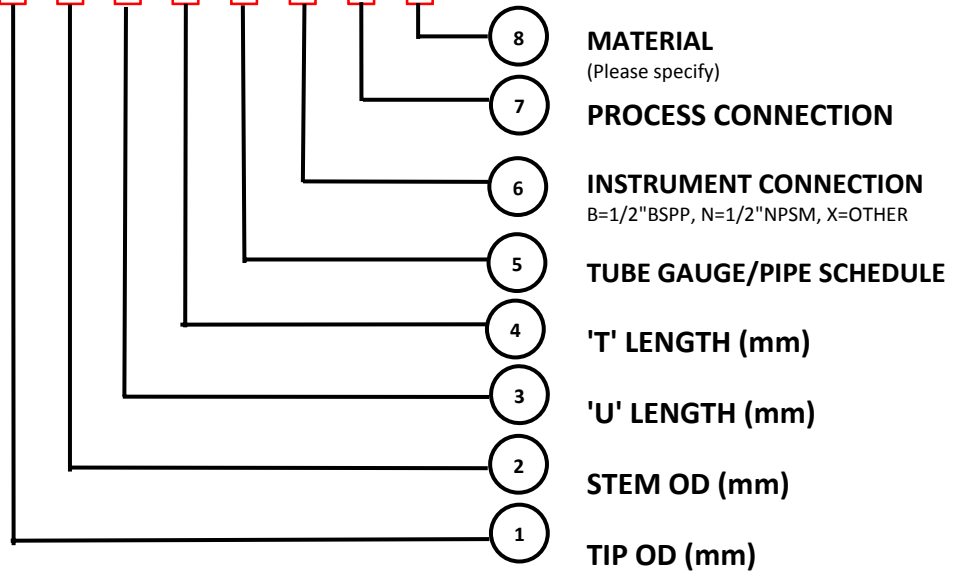 8
MATERIAL
(Please specify)
7
PROCESS CONNECTION
6
INSTRUMENT CONNECTION
B=1/2"BSPP, N=1/2"NPSM, X=OTHER
5
TUBE GAUGE/PIPE SCHEDULE
4
'T' LENGTH (mm)
3
'U' LENGTH (mm)
2
STEM OD (mm)
1
TIP OD (mm)